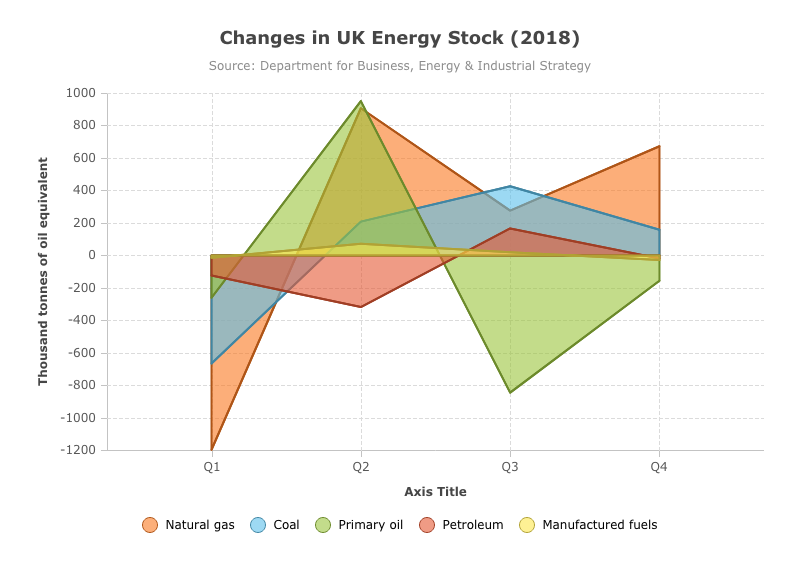 Changes in UK Energy Stock (2018)
Source: Department for Business, Energy & Industrial Strategy
Thousand tonnes of oil equivalent
1000
800
600
400
200
0
-200
-400
-600
-800
-1000
-1200
Q1 Q2 Q3 Q4
Axis Title
Natural gas Coal Primary oil Petroleum Manufactured fuels